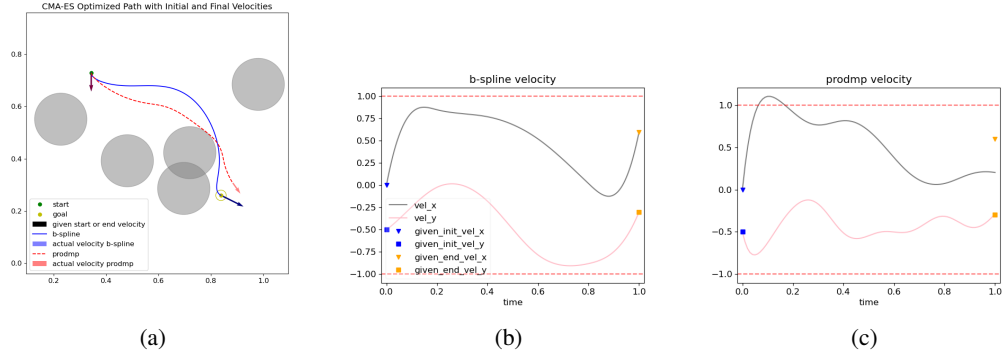 CMA-ES Optimized Path with Initial and Final Velocities
0.8
0.6
0.4
0.2
0.0
0.2
0.4
0.6
0.8
1.0
start
goal
given start or end velocity
b-spline
actual velocity b-spline
prodmp
actual velocity prodmp
(a)
b-spline velocity
1.00
0.75
0.50
0.25
0.00
−0.25
−0.50
−0.75
−1.00
vel_x
vel_y
given_init_vel_x
given_init_vel_y
given_end_vel_x
given_end_vel_y
0.0
0.2
0.4
0.6
0.8
1.0
time
(b)
prodmp velocity
1.0
0.5
0.0
−0.5
−1.0
0.0
0.2
0.4
0.6
0.8
1.0
time
(c)